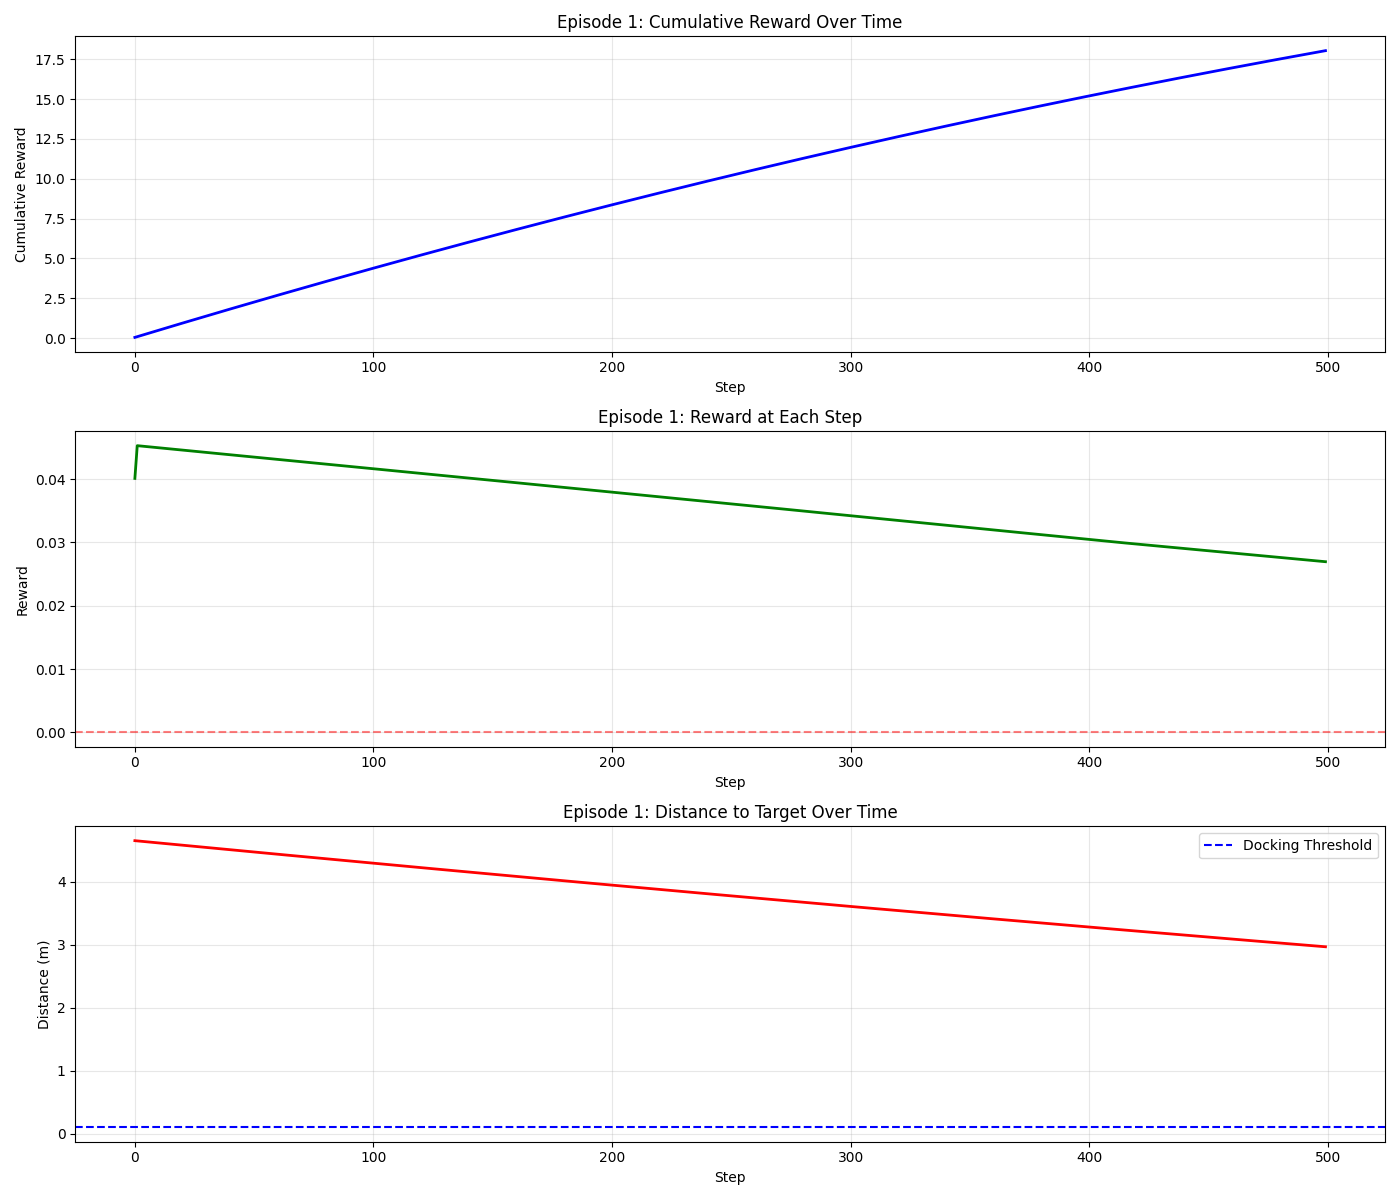 Episode 1: Cumulative Reward Over Time
Cumulative Reward
17.5
15.0
12.5
10.0
7.5
5.0
2.5
0.0
0 100 200 300 400 500
Step
Episode 1: Reward at Each Step
Reward
0.04
0.03
0.02
0.01
0.00
0 100 200 300 400 500
Step
Episode 1: Distance to Target Over Time
Docking Threshold
Distance (m)
4
3
2
1
0
0 100 200 300 400 500
Step